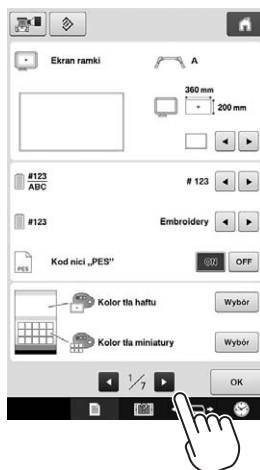 Ekran ramki
A
360 mm
200 mm
#123
ABC
# 123
#123
Embroidery
PES
Kod nici „PES"
ON
OFF
Kolor tła haftu
Wybór
Kolor tła miniatury
Wybór
1/7
OK